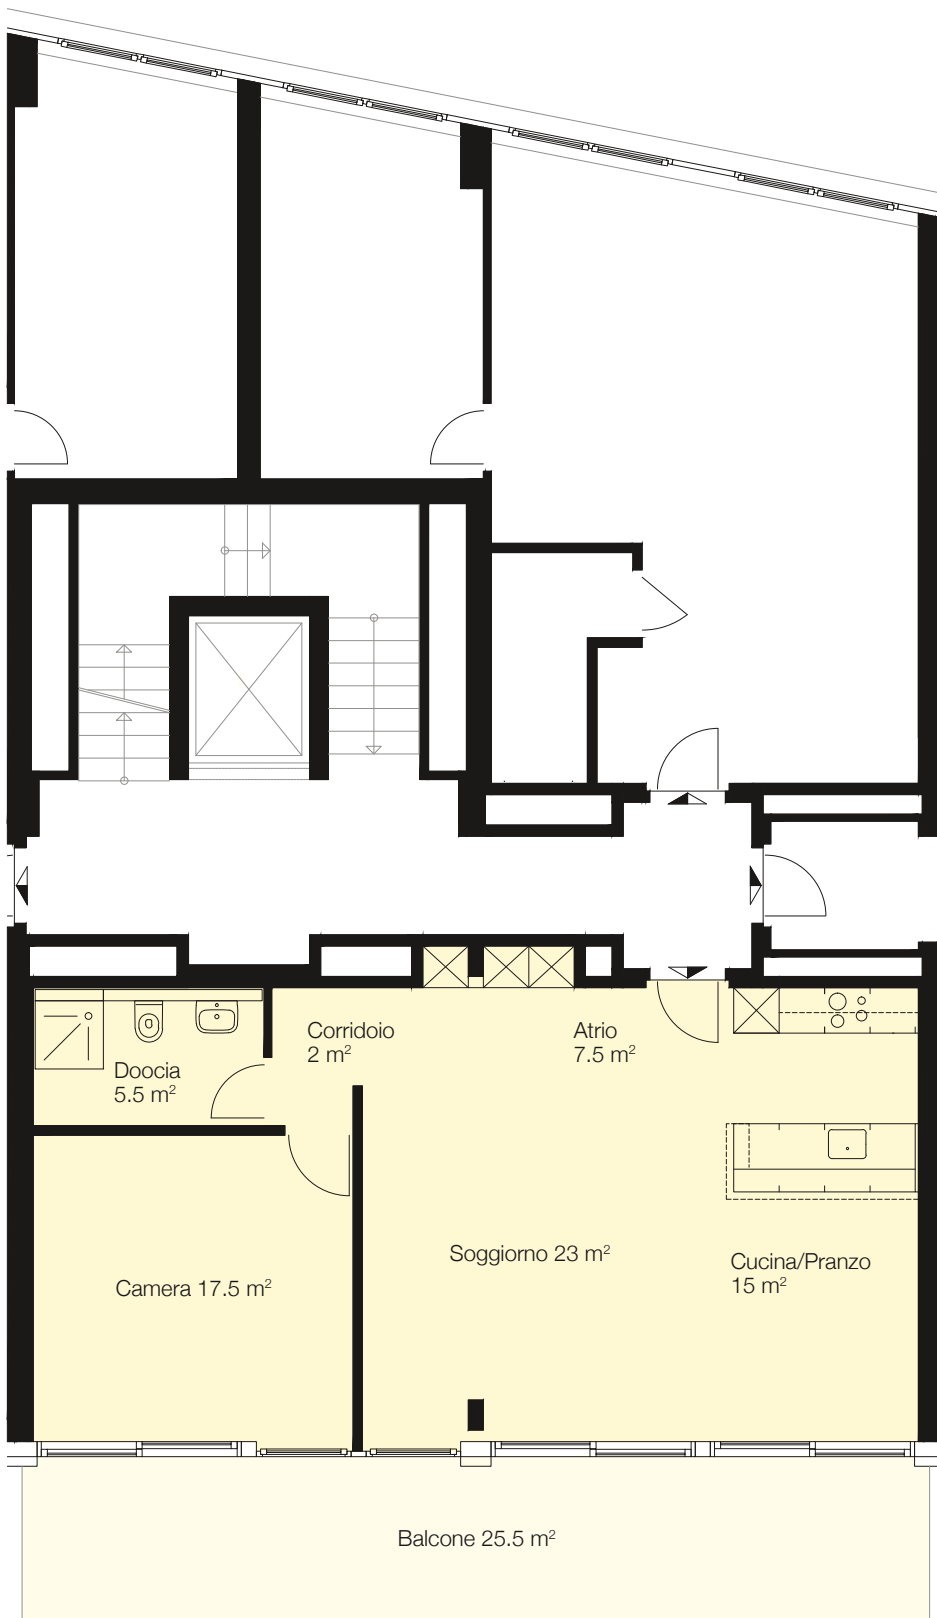 Corridoio
2 m²
Atrio
7.5 m²
Doocia
5.5 m²
Soggiorno 23 m²
Cucina/Pranzo
15 m²
Camera 17.5 m²
Balcone 25.5 m²